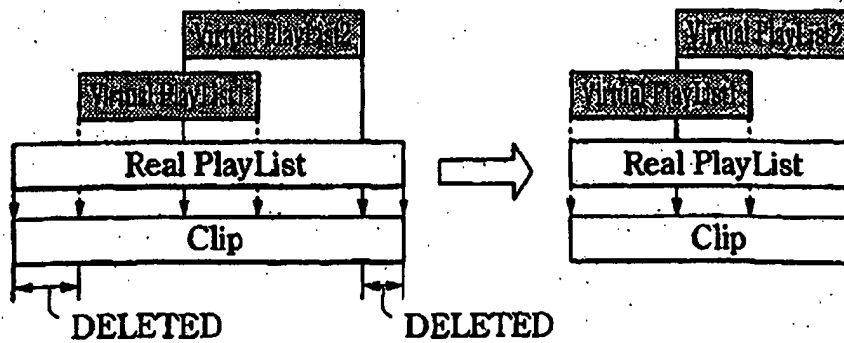 Virtual PlayList2
Virtual PlayList1
Real PlayList
Clip
DELETED
DELETED
Virtual PlayList2
Virtual PlayList1
Real PlayList
Clip